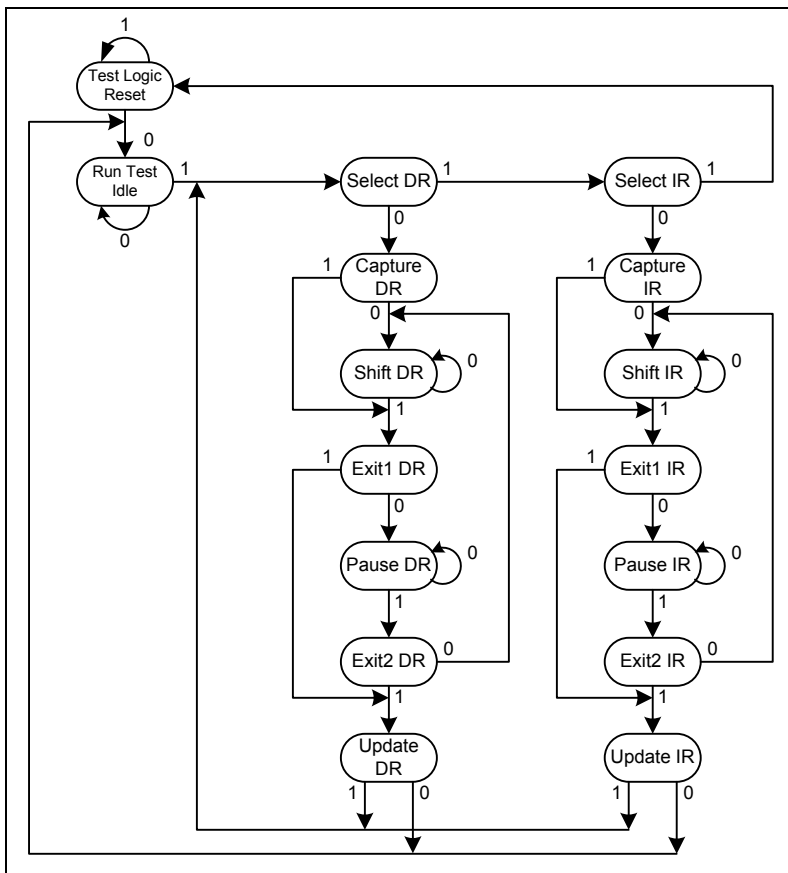 1
Test Logic
Reset
0
Run Test
Idle
1
0
Select DR
1
Select IR
1
0
0
1
Capture
DR
0
1
Capture
IR
0
Shift DR
0
Shift IR
0
1
1
1
Exit1 DR
1
Exit1 IR
0
0
Pause DR
0
Pause IR
0
1
1
Exit2 DR
0
Exit2 IR
0
1
1
Update
DR
Update IR
1
0
1
0